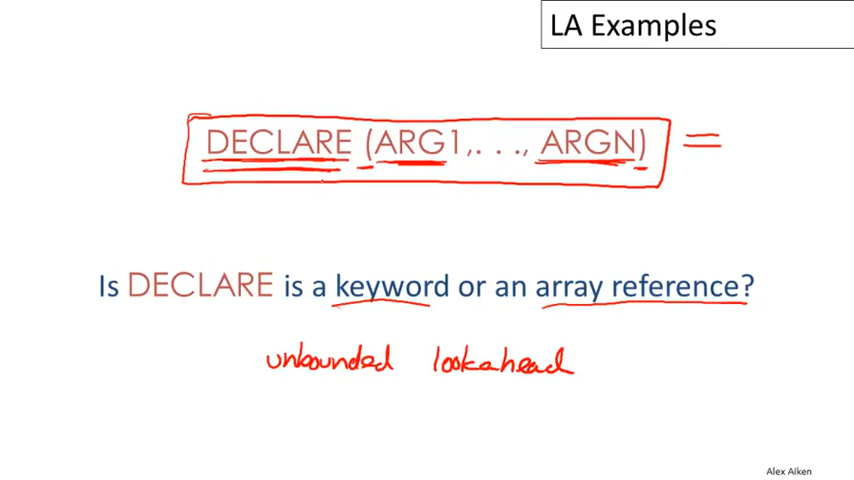 LA Examples
DECLARE (ARG1,. . ., ARGN) =
Is DECLARE is a keyword or an array reference?
unbounded lookahead
Alex Aiken